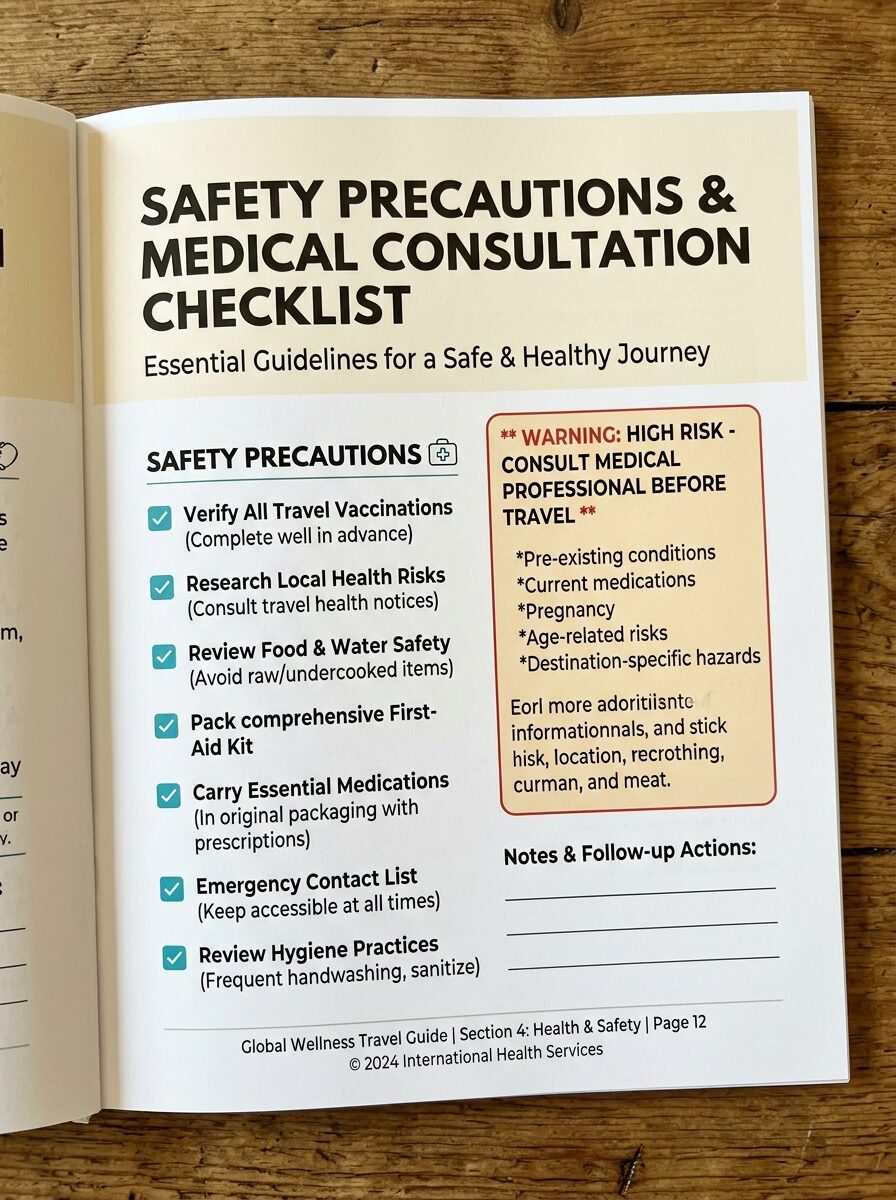 SAFETY PRECAUTIONS &
MEDICAL CONSULTATION
CHECKLIST
Essential Guidelines for a Safe & Healthy Journey
SAFETY PRECAUTIONS
Verify All Travel Vaccinations
(Complete well in advance)
Research Local Health Risks
(Consult travel health notices)
Review Food & Water Safety
(Avoid raw/undercooked items)
Pack comprehensive First-
Aid Kit
Carry Essential Medications
(In original packaging with
prescriptions)
Emergency Contact List
(Keep accessible at all times)
Review Hygiene Practices
(Frequent handwashing, sanitize)
** WARNING: HIGH RISK -
CONSULT MEDICAL
PROFESSIONAL BEFORE
TRAVEL **
*Pre-existing conditions
*Current medications
*Pregnancy
*Age-related risks
*Destination-specific hazards
Eorl more
informationnals, and stick
hisk, location, recrothing,
curman, and meat.
Notes & Follow-up Actions:
Global Wellness Travel Guide | Section 4: Health & Safety | Page 12
© 2024 International Health Services
s
e
m,
ay
or
y.
: